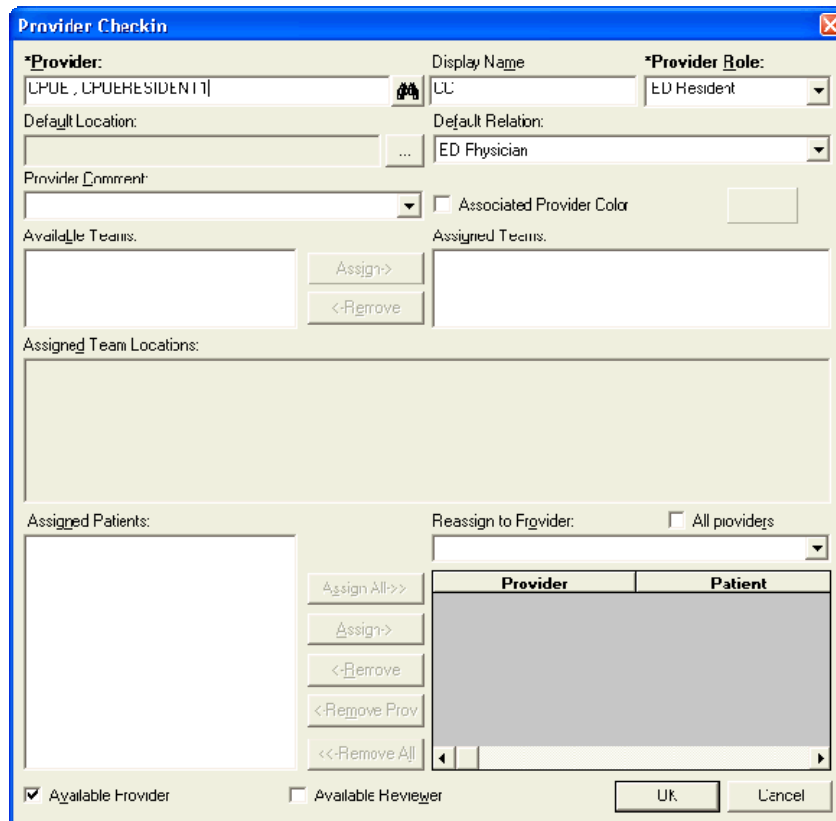 Provider Checkin
*Provider: Display Name *Provider Role:
CPOE , CPOERESIDENT1 CC ED Resident
Default Location: Default Relation:
... ED Physician
Provider Comment:
Associated Provider Color
Available Teams: Assigned Teams:
Assign->
<-Remove
Assigned Team Locations:
Assigned Patients: Reassign to Provider: All providers
Provider Patient
Assign All->>
Assign->
<-Remove
<-Remove Prov
<<-Remove All
Available Provider Available Reviewer OK Cancel